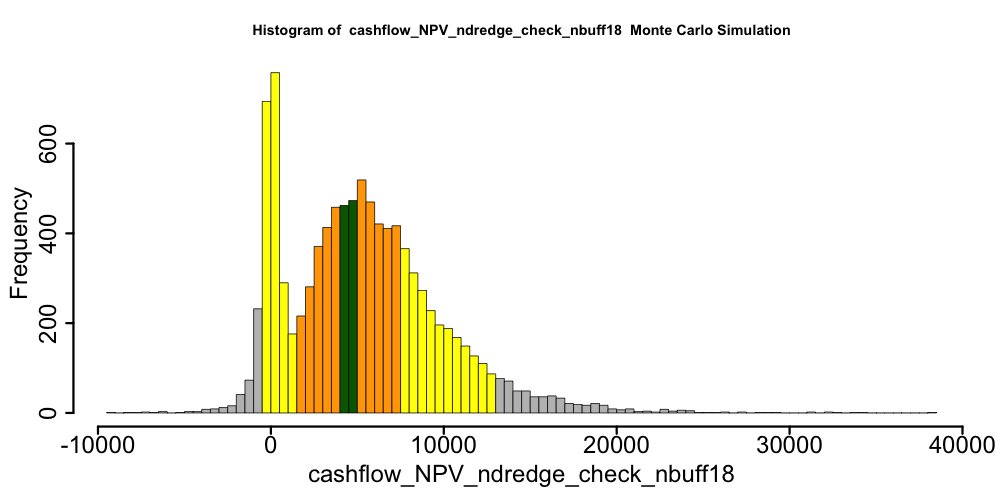 Histogram of  cashflow_NPV_ndredge_check_nbuff18  Monte Carlo Simulation
Frequency
600
400
200
0
-10000 0 10000 20000 30000 40000
cashflow_NPV_ndredge_check_nbuff18